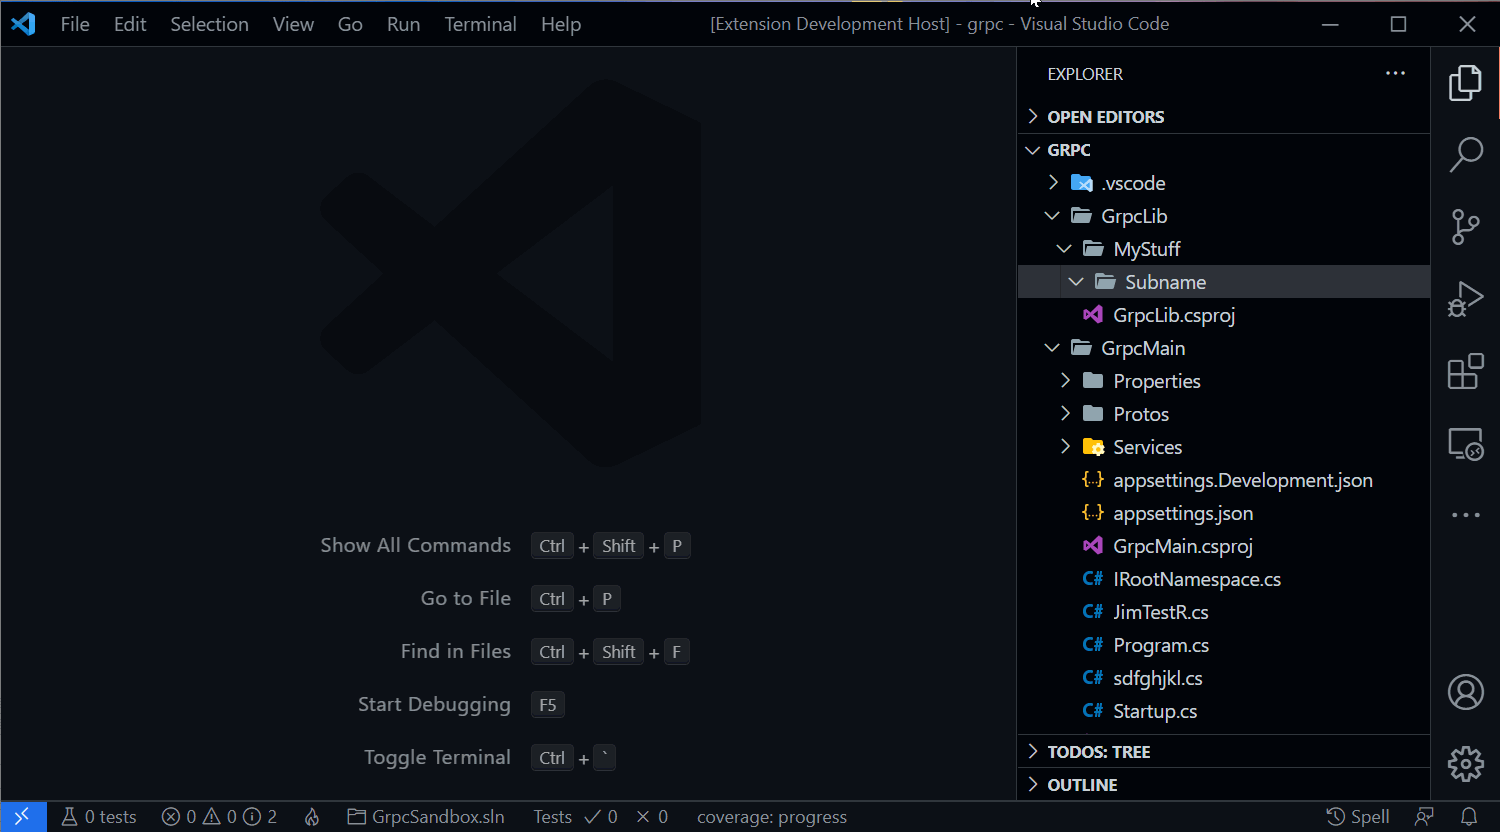 File Edit Selection View Go Run Terminal Help [Extension Development Host] - grpc - Visual Studio Code
EXPLORER
OPEN EDITORS
GRPC
.vscode
GrpcLib
MyStuff
Subname
GrpcLib.csproj
GrpcMain
Properties
Protos
Services
{..} appsettings.Development.json
{..} appsettings.json
GrpcMain.csproj
C# IRootNamespace.cs
C# JimTestR.cs
C# Program.cs
C# sdfghjkl.cs
C# Startup.cs
TODOS: TREE
OUTLINE
Show All Commands Ctrl + Shift + P
Go to File Ctrl + P
Find in Files Ctrl + Shift + F
Start Debugging F5
Toggle Terminal Ctrl + `
0 tests 0 0 2 GrpcSandbox.sln Tests ✓ 0 × 0 coverage: progress Spell